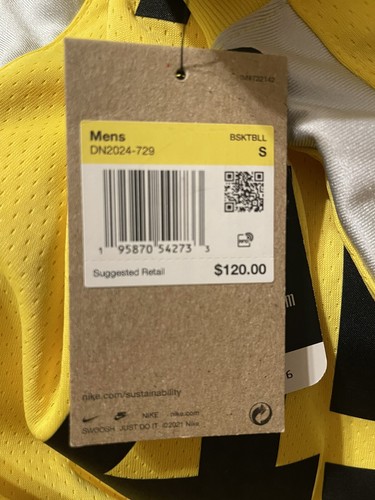 Mens
BSKTBLL
DN2024-729
S
1 95870 54273 3
Suggested Retail
$120.00
nike.com/sustainability
NIKE nike.com
SWOOSH JUST DO IT ©2021 Nike
6